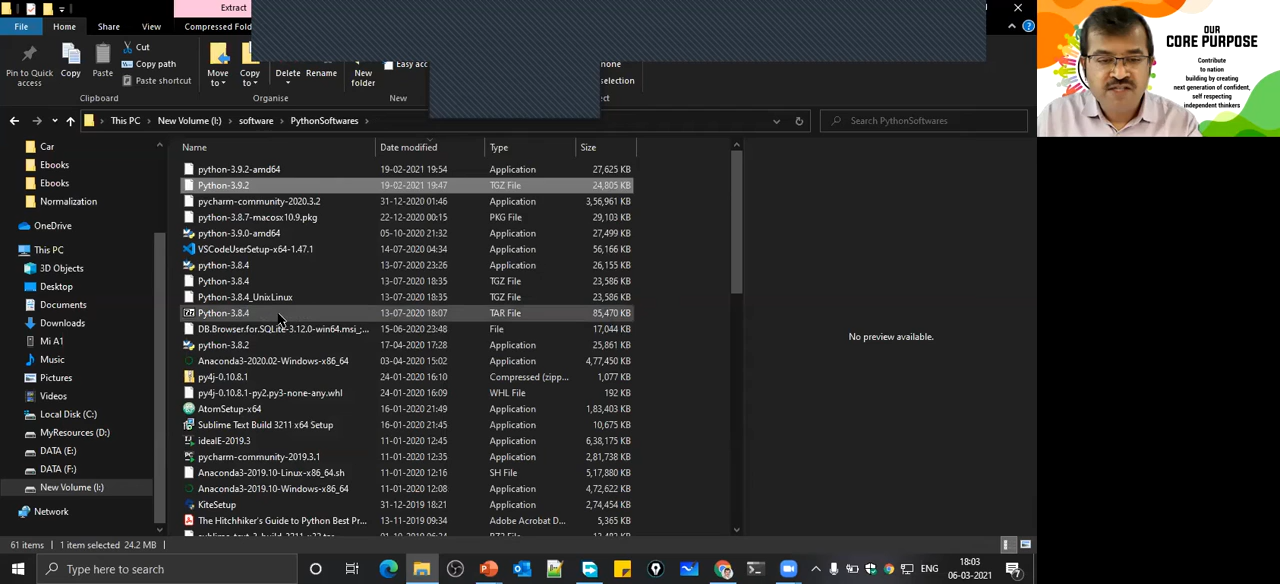 Extract
File
Home
Share
View
Compressed Fold
Pin to Quick
access
Copy
Paste
Cut
Copy path
Paste shortcut
Clipboard
Move
to
Copy
to
Delete
Rename
Organise
New
folder
Easy acc
New
one
selection
ect
This PC > New Volume (I:) > software > PythonSoftwares >
Search PythonSoftwares
Car
Ebooks
Ebooks
Normalization
OneDrive
This PC
3D Objects
Desktop
Documents
Downloads
Mi A1
Music
Pictures
Videos
Local Disk (C:)
MyResources (D:)
DATA (E:)
DATA (F:)
New Volume (I:)
Network
Name Date modified Type Size
python-3.9.2-amd64 19-02-2021 19:54 Application 27,625 KB
Python-3.9.2 19-02-2021 19:47 TGZ File 24,805 KB
pycharm-community-2020.3.2 31-12-2020 01:46 Application 3,56,961 KB
python-3.8.7-macosx10.9.pkg 22-12-2020 00:15 PKG File 29,103 KB
python-3.9.0-amd64 05-10-2020 21:32 Application 27,499 KB
VSCodeUserSetup-x64-1.47.1 14-07-2020 04:34 Application 56,166 KB
python-3.8.4 13-07-2020 23:26 Application 26,155 KB
Python-3.8.4 13-07-2020 18:35 TGZ File 23,586 KB
Python-3.8.4_UnixLinux 13-07-2020 18:35 TGZ File 23,586 KB
Python-3.8.4 13-07-2020 18:07 TAR File 85,470 KB
DB.Browser.for.SQLite-3.12.0-win64.msi_;... 15-06-2020 23:48 File 17,044 KB
python-3.8.2 17-04-2020 17:28 Application 25,861 KB
Anaconda3-2020.02-Windows-x86_64 03-04-2020 15:02 Application 4,77,450 KB
py4j-0.10.8.1 24-01-2020 16:10 Compressed (zipp... 1,077 KB
py4j-0.10.8.1-py2.py3-none-any.whl 24-01-2020 16:09 WHL File 192 KB
AtomSetup-x64 16-01-2020 21:49 Application 1,83,403 KB
Sublime Text Build 3211 x64 Setup 16-01-2020 21:45 Application 10,675 KB
ideaIE-2019.3 11-01-2020 12:45 Application 6,38,175 KB
pycharm-community-2019.3.1 11-01-2020 12:35 Application 2,81,738 KB
Anaconda3-2019.10-Linux-x86_64.sh 11-01-2020 12:16 SH File 5,17,880 KB
Anaconda3-2019.10-Windows-x86_64 11-01-2020 12:08 Application 4,72,622 KB
KiteSetup 31-12-2019 18:21 Application 2,74,454 KB
The Hitchhiker's Guide to Python Best Pr... 13-11-2019 09:34 Adobe Acrobat D... 5,365 KB
No preview available.
OUR
CORE PURPOSE
Contribute
to nation
building by creating
next generation of confident,
self respecting
independent thinkers
61 items 1 item selected 24.2 MB
Type here to search
ENG
18:03
06-03-2021
7